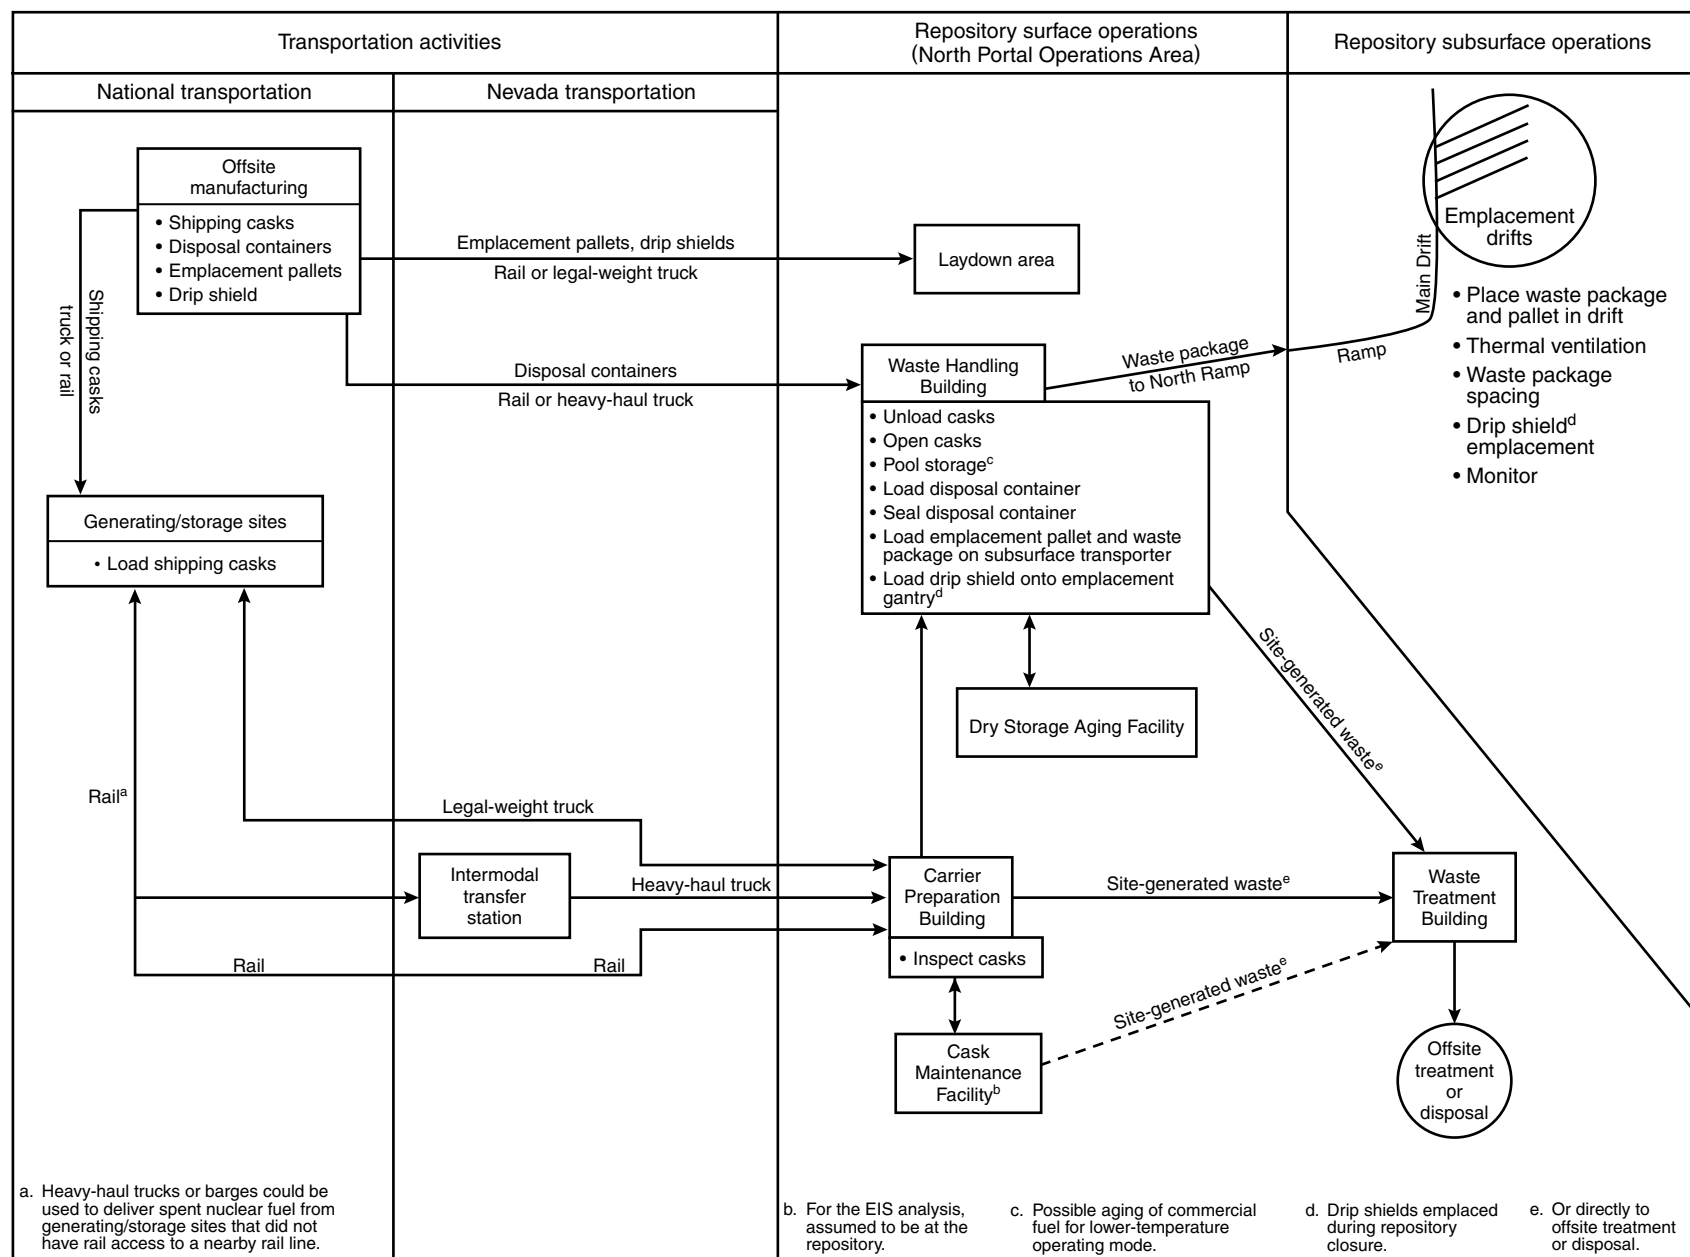 Transportation activities
Repository surface operations
(North Portal Operations Area)
Repository subsurface operations
National transportation
Nevada transportation
Offsite
manufacturing
• Shipping casks
• Disposal containers
• Emplacement pallets
• Drip shield
Shipping casks
truck or rail
Emplacement pallets, drip shields
Rail or legal-weight truck
Laydown area
Disposal containers
Rail or heavy-haul truck
Waste Handling
Building
• Unload casks
• Open casks
• Pool storagec
• Load disposal container
• Seal disposal container
• Load emplacement pallet and waste
package on subsurface transporter
• Load drip shield onto emplacement
gantryd
Waste package
to North Ramp
Ramp
Main Drift
Emplacement
drifts
• Place waste package
and pallet in drift
• Thermal ventilation
• Waste package
spacing
• Drip shieldd
emplacement
• Monitor
Generating/storage sites
• Load shipping casks
Dry Storage Aging Facility
Site-generated wastee
Raila
Legal-weight truck
Intermodal
transfer
station
Heavy-haul truck
Rail
Rail
Carrier
Preparation
Building
• Inspect casks
Site-generated wastee
Waste
Treatment
Building
Site-generated wastee
Cask
Maintenance
Facilityb
Offsite
treatment
or
disposal
a. Heavy-haul trucks or barges could be
used to deliver spent nuclear fuel from
generating/storage sites that did not
have rail access to a nearby rail line.
b. For the EIS analysis,
assumed to be at the
repository.
c. Possible aging of commercial
fuel for lower-temperature
operating mode.
d. Drip shields emplaced
during repository
closure.
e. Or directly to
offsite treatment
or disposal.